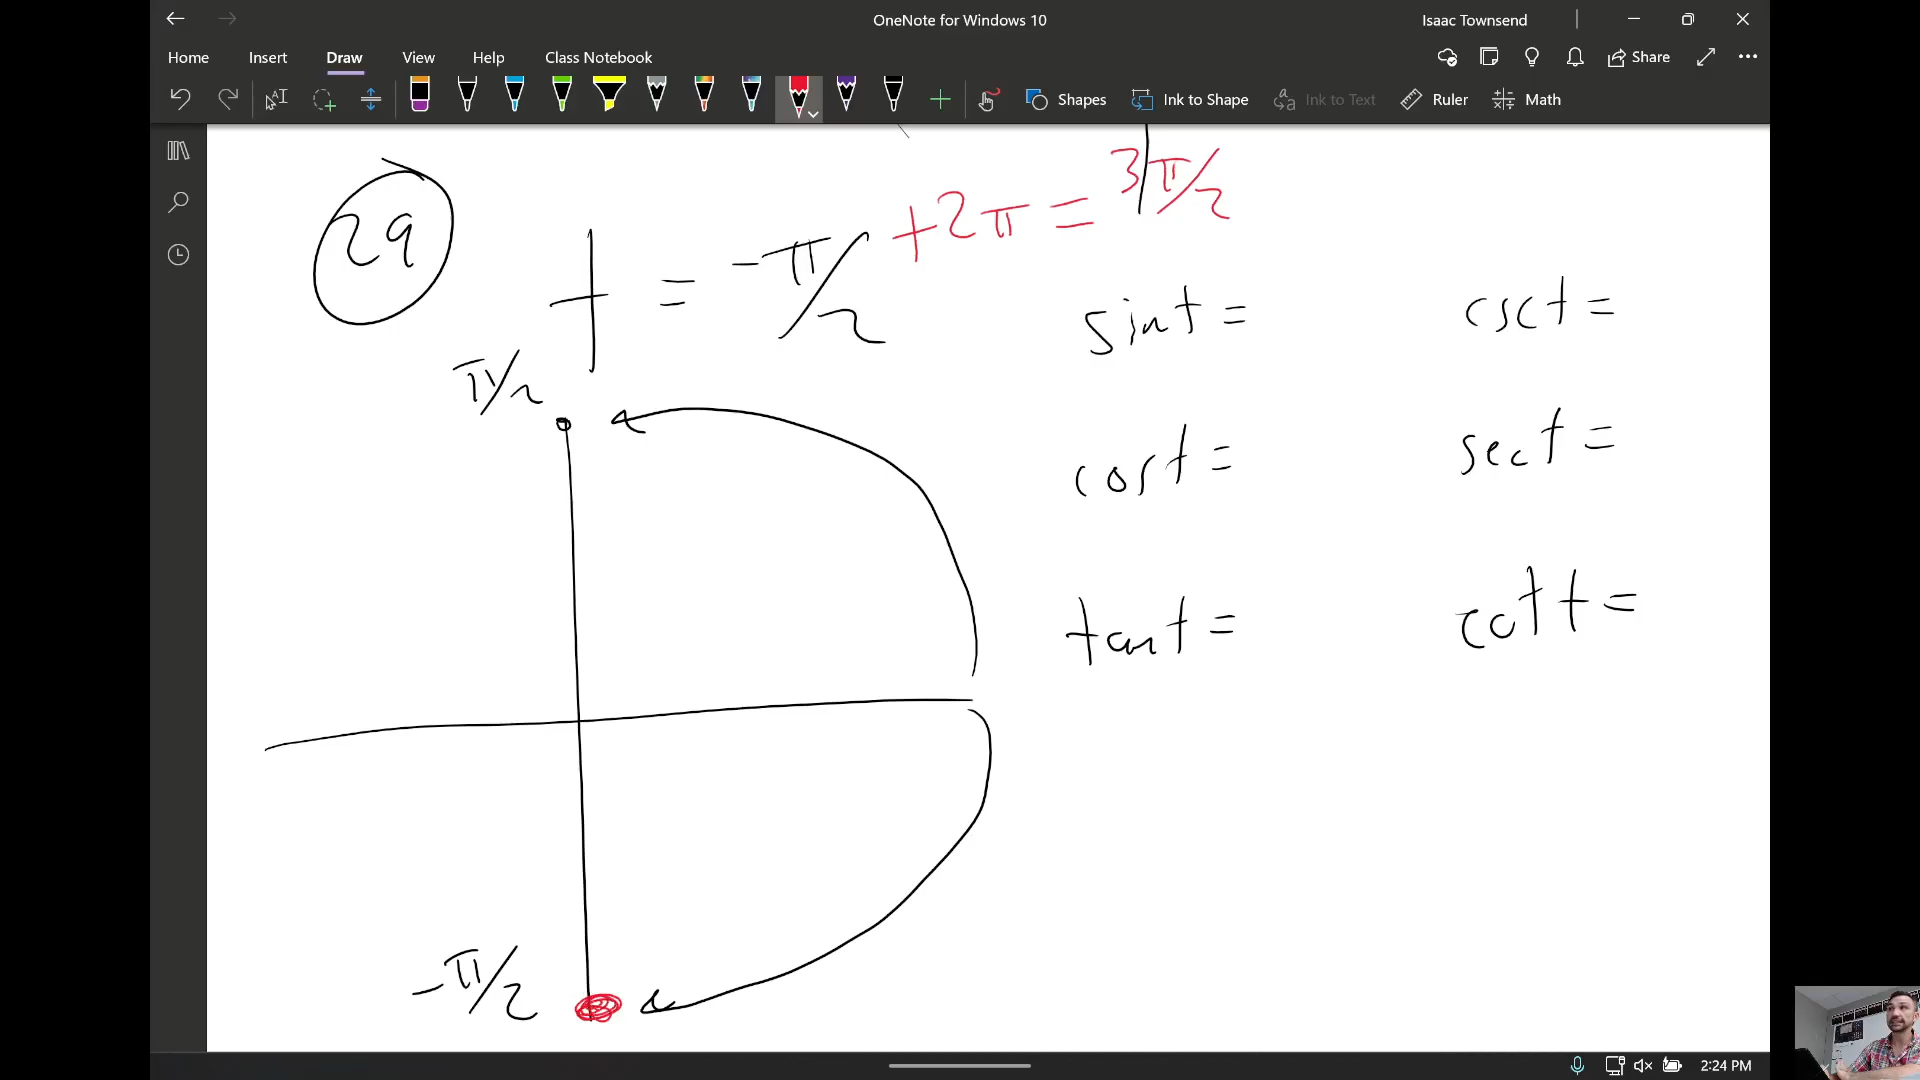 OneNote for Windows 10
Isaac Townsend
Home Insert Draw View Help Class Notebook
Share
Shapes Ink to Shape Ink to Text Ruler Math
29
t = -π/2 +2π = 3π/2
sin t =
csc t =
π/2
cos t =
sec t =
tan t =
cot t =
-π/2
2:24 PM